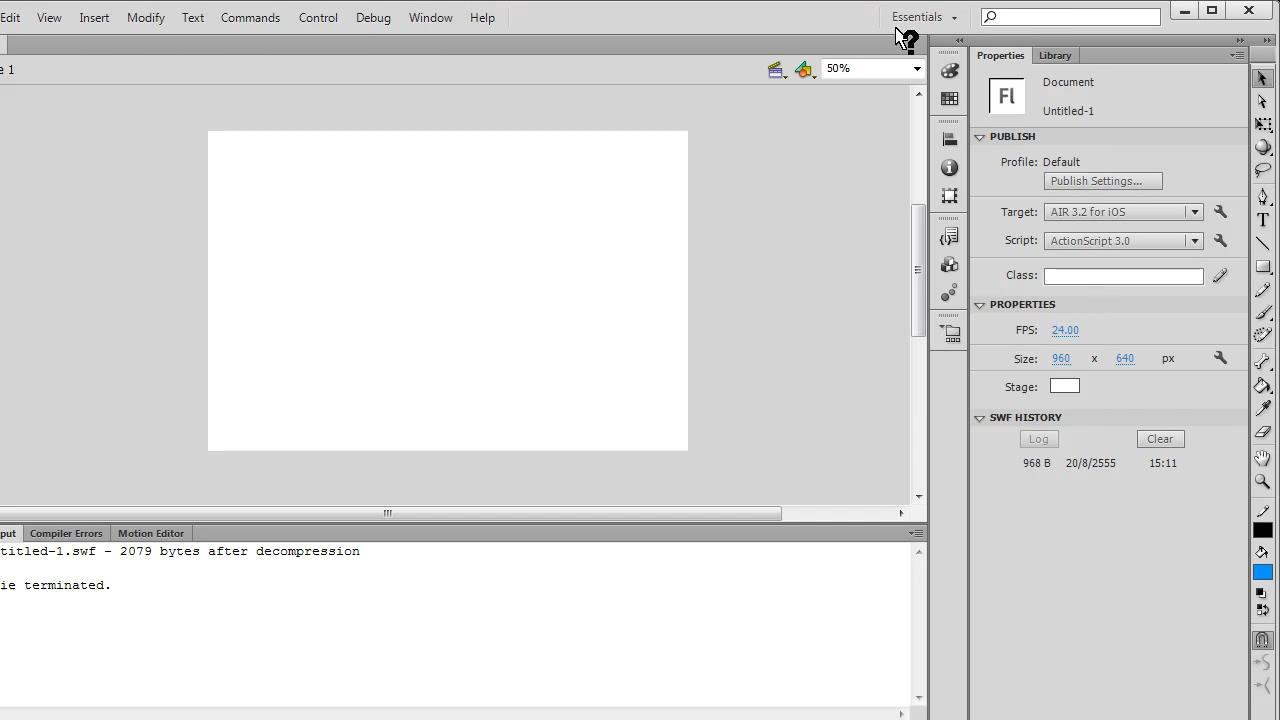 Edit View Insert Modify Text Commands Control Debug Window Help Essentials
e 1 50%
Properties Library
Fl
Document
Untitled-1
PUBLISH
Profile: Default
Publish Settings...
Target: AIR 3.2 for iOS
Script: ActionScript 3.0
Class:
PROPERTIES
FPS: 24.00
Size: 960 x 640 px
Stage:
SWF HISTORY
Log Clear
968 B 20/8/2555 15:11
put Compiler Errors Motion Editor
titled-1.swf - 2079 bytes after decompression
ie terminated.